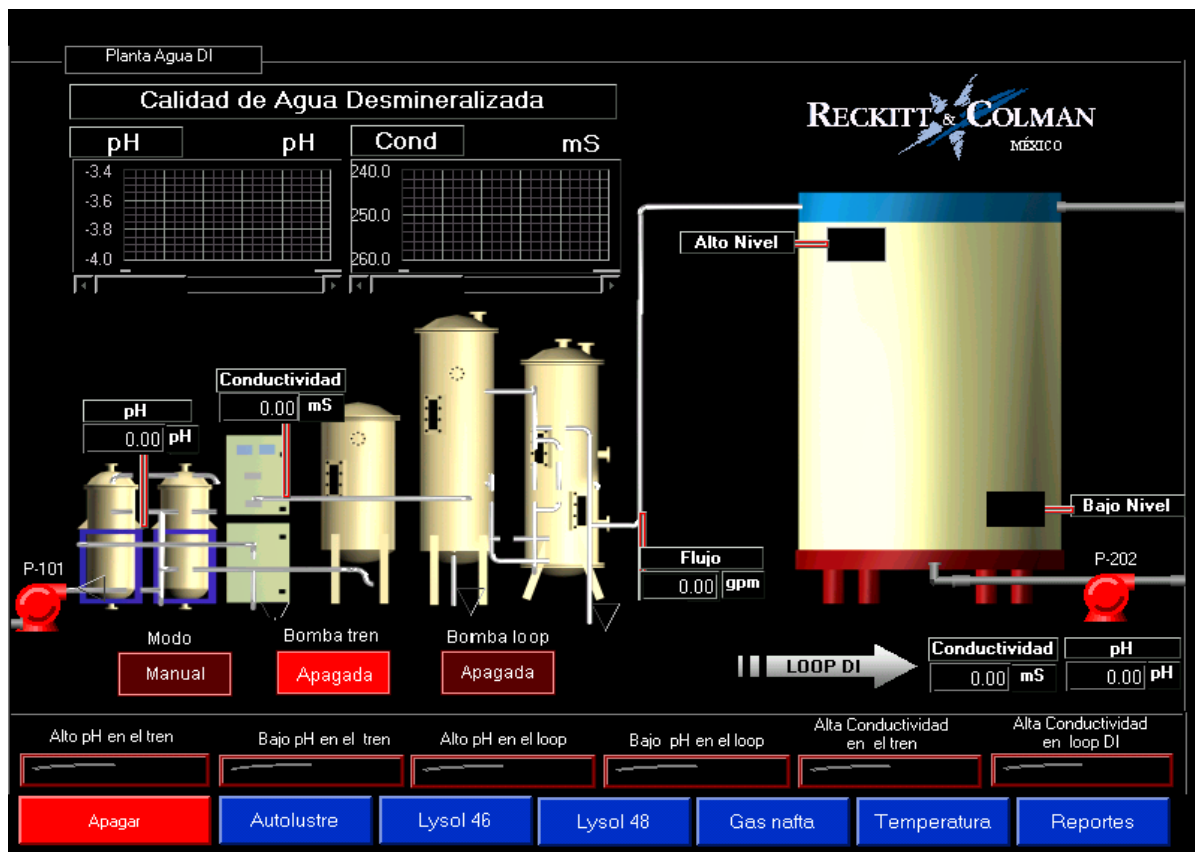 Planta Agua DI
Calidad de Agua Desmineralizada
RECKITT & COLMAN
MÉXICO
pH pH
Cond mS
-3.4
-3.6
-3.8
-4.0
240.0
250.0
260.0
Alto Nivel
Conductividad
0.00 mS
pH
0.00 pH
Bajo Nivel
Flujo
0.00 gpm
P-101
P-202
Modo
Manual
Bomba tren
Apagada
Bomba loop
Apagada
LOOP DI
Conductividad
0.00 mS
pH
0.00 pH
Alto pH en el tren
Bajo pH en el tren
Alto pH en el loop
Bajo pH en el loop
Alta Conductividad
en el tren
Alta Conductividad
en loop DI
Apagar
Autolustre
Lysol 46
Lysol 48
Gas nafta
Temperatura
Reportes